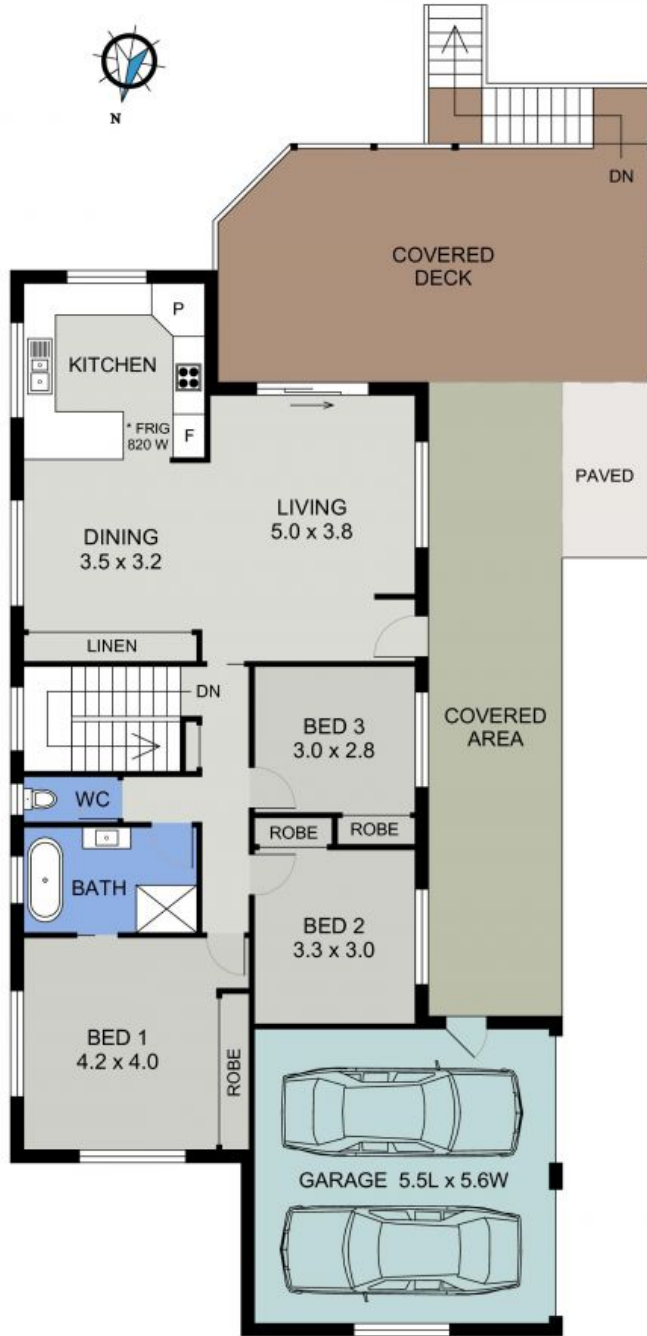 N
DN
COVERED
DECK
P
KITCHEN
* FRIG
820 W
F
PAVED
LIVING
5.0 x 3.8
DINING
3.5 x 3.2
LINEN
DN
BED 3
3.0 x 2.8
COVERED
AREA
WC
ROBE
ROBE
BATH
BED 2
3.3 x 3.0
BED 1
4.2 x 4.0
ROBE
GARAGE 5.5L x 5.6W